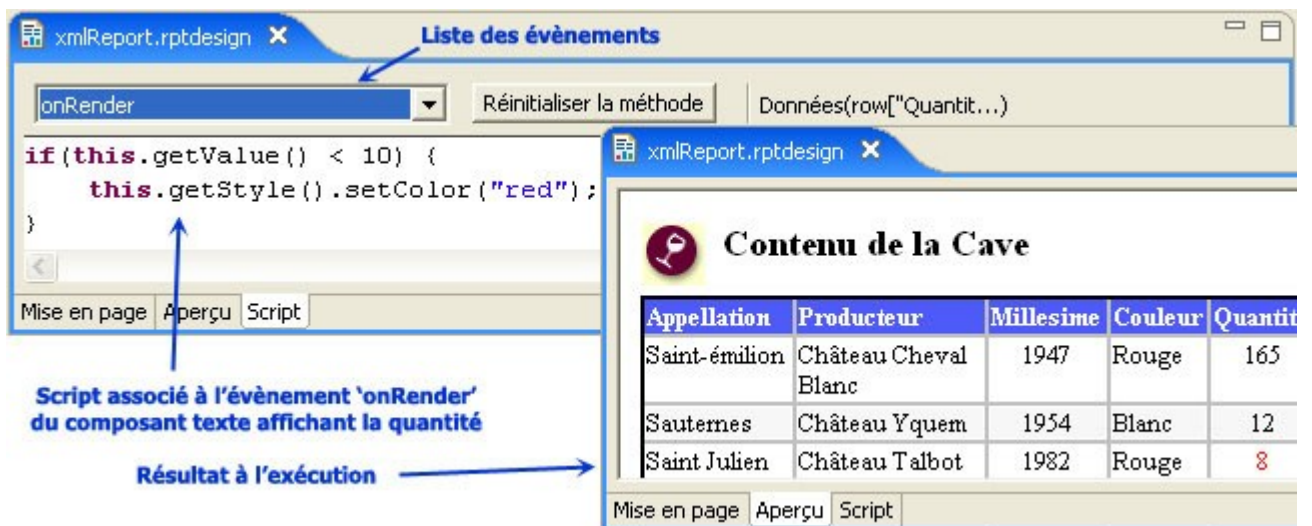 xmlReport.rptdesign
Liste des évènements
onRender
Réinitialiser la méthode
Données(row["Quantit...)
if(this.getValue() < 10) {
this.getStyle().setColor("red");
}
Mise en page Aperçu Script
Script associé à l'évènement 'onRender'
du composant texte affichant la quantité
Résultat à l'exécution
xmlReport.rptdesign
Contenu de la Cave
Appellation Producteur Millesime Couleur Quantit
Saint-émilion Château Cheval 1947 Rouge 165
Blanc
Sauternes Château Yquem 1954 Blanc 12
Saint Julien Château Talbot 1982 Rouge 8
Mise en page Aperçu Script